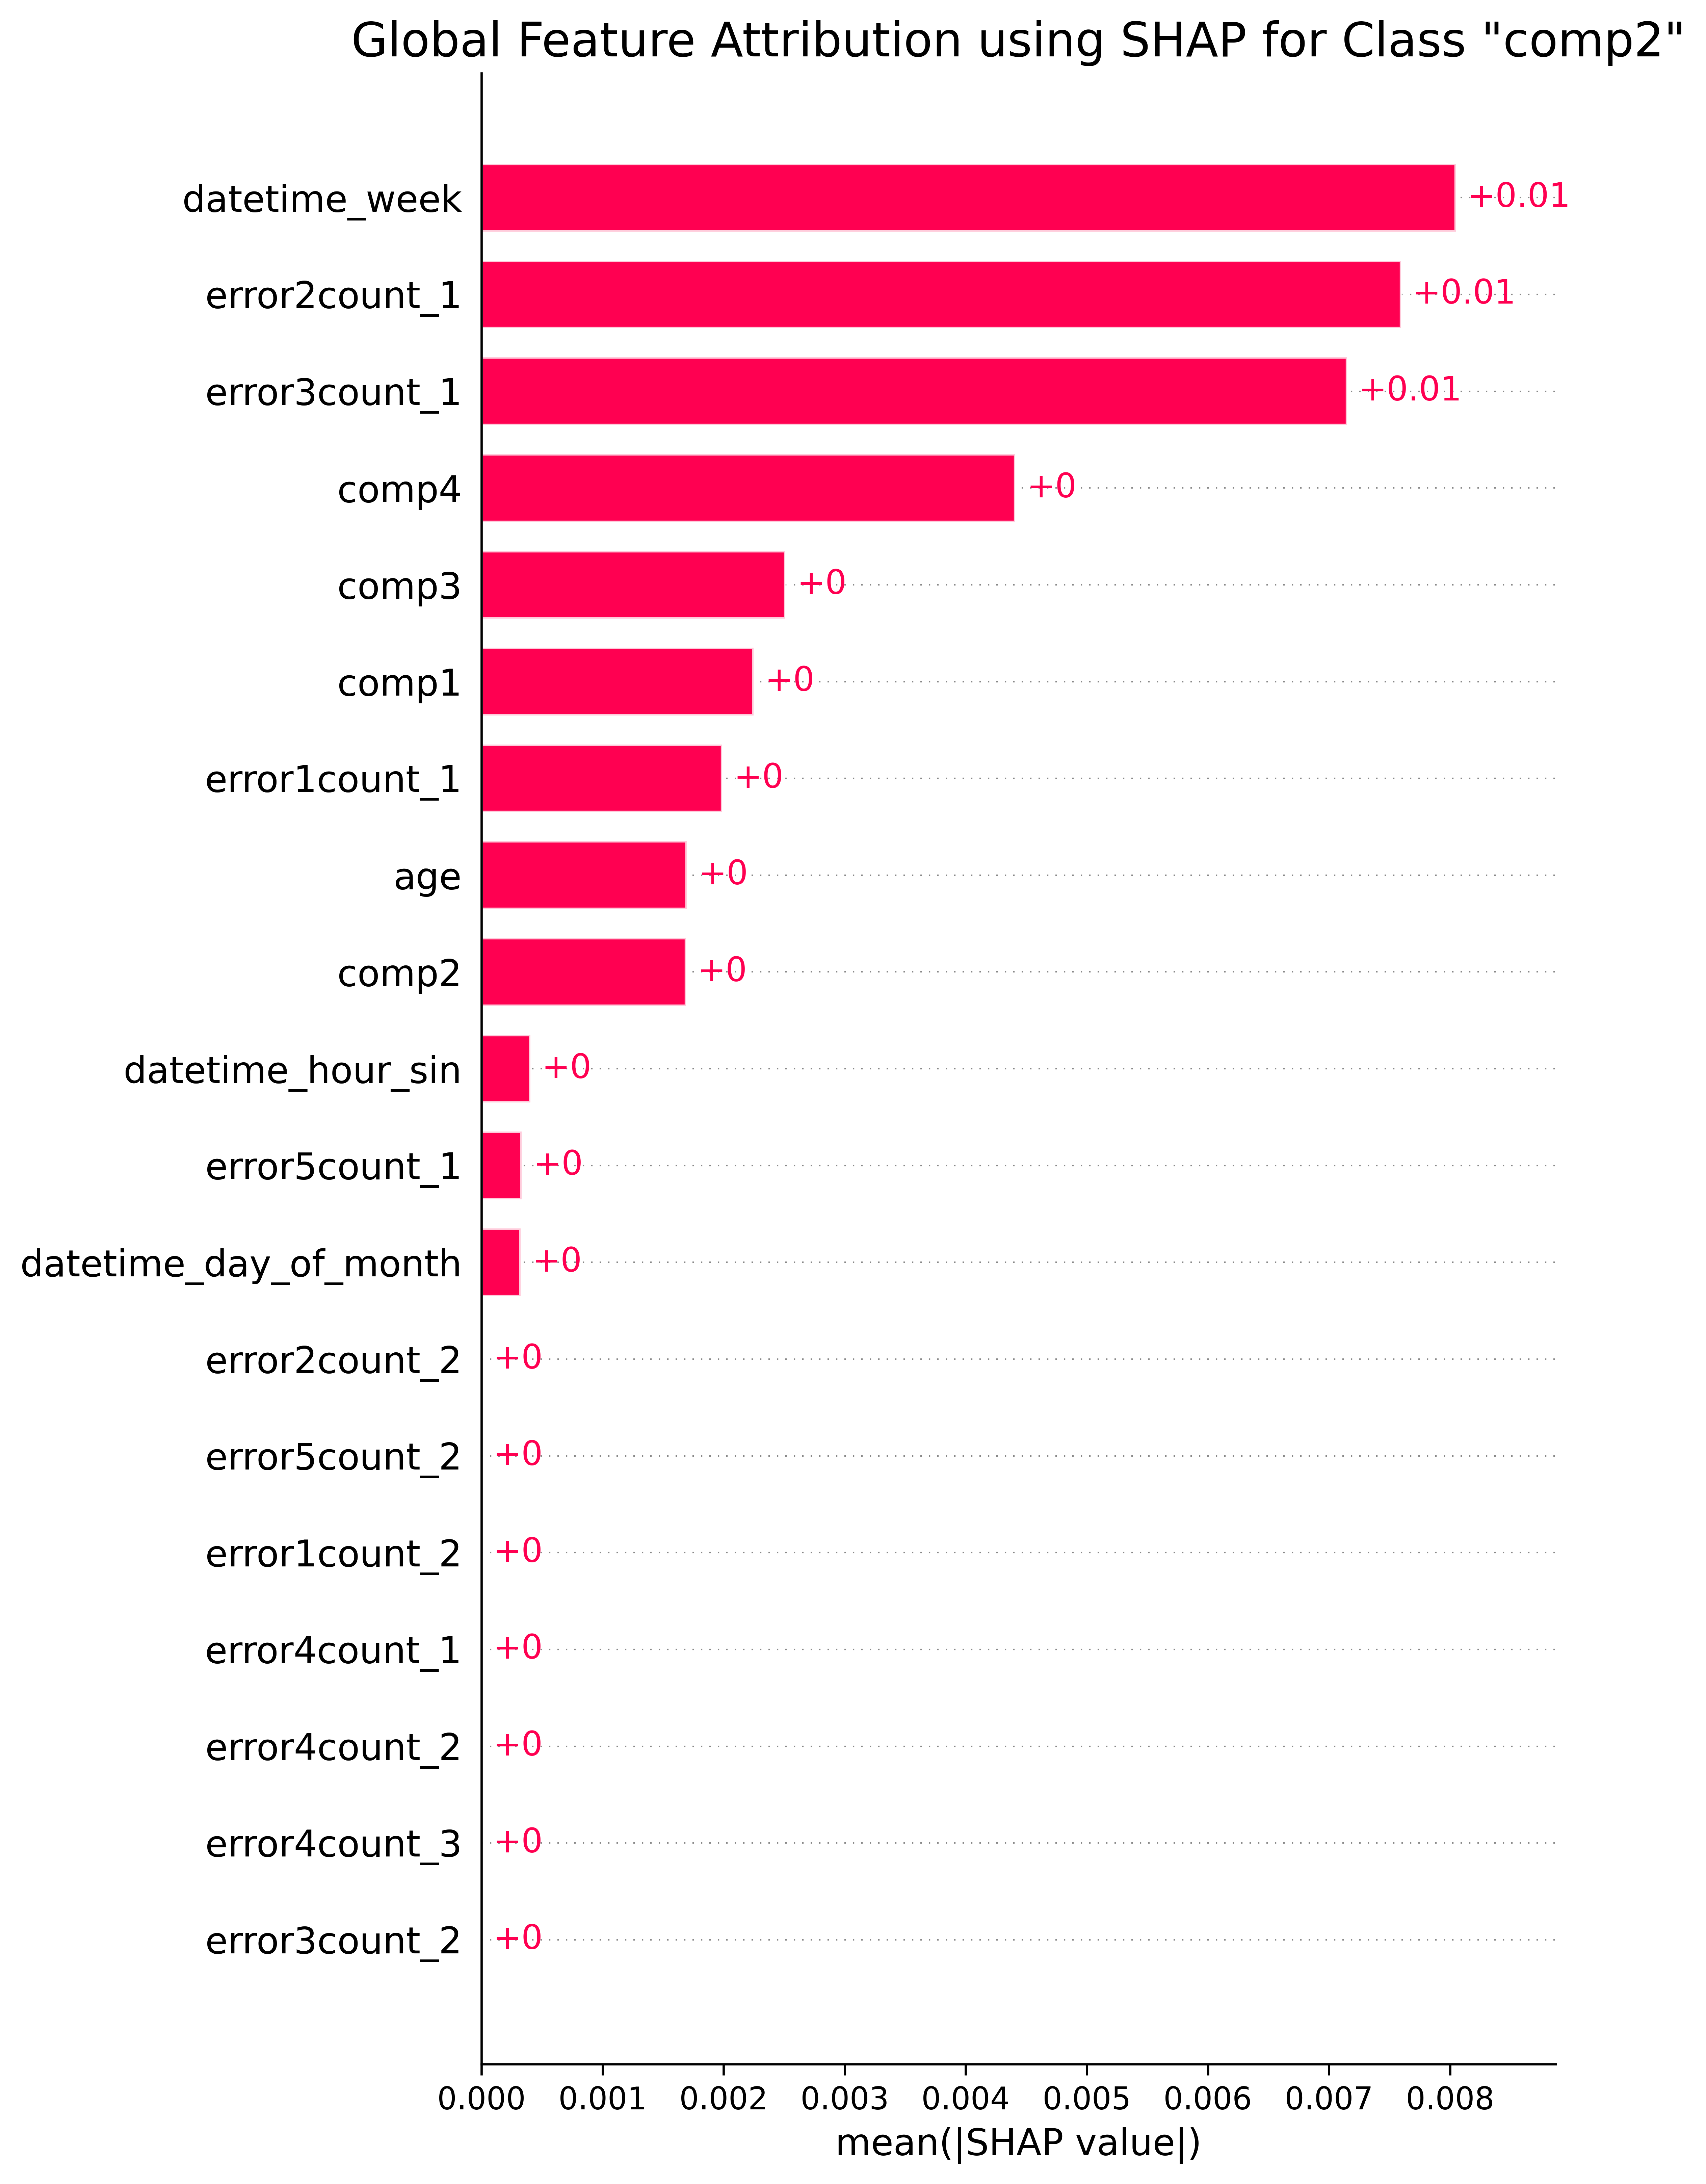 Global Feature Attribution using SHAP for Class "comp2"
datetime_week +0.01
error2count_1 +0.01
error3count_1 +0.01
comp4 +0
comp3 +0
comp1 +0
error1count_1 +0
age +0
comp2 +0
datetime_hour_sin +0
error5count_1 +0
datetime_day_of_month +0
error2count_2 +0
error5count_2 +0
error1count_2 +0
error4count_1 +0
error4count_2 +0
error4count_3 +0
error3count_2 +0
0.000 0.001 0.002 0.003 0.004 0.005 0.006 0.007 0.008
mean(|SHAP value|)